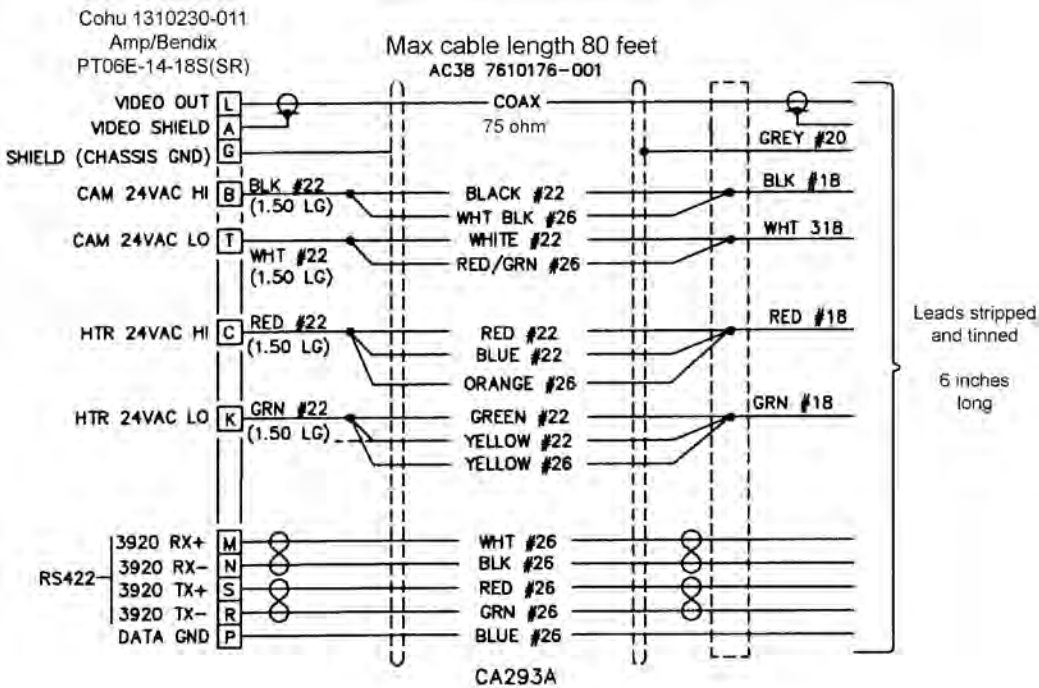 Cohu 1310230-011
Amp/Bendix
PT06E-14-18S(SR)
Max cable length 80 feet
AC38 7610176-001
VIDEO OUT L COAX
VIDEO SHIELD A 75 ohm
SHIELD (CHASSIS GND) G GREY #20
CAM 24VAC HI B BLK #22 BLACK #22 BLK #18
(1.50 LG) WHT BLK #26
CAM 24VAC LO T WHITE #22 WHT 318
WHT #22 RED/GRN #26
(1.50 LG)
HTR 24VAC HI C RED #22 RED #22 RED #18
(1.50 LG) BLUE #22
ORANGE #26
HTR 24VAC LO K GRN #22 GREEN #22 GRN #18
(1.50 LG) YELLOW #22
YELLOW #26
Leads stripped
and tinned
6 inches
long
RS422
3920 RX+ M WHT #26
3920 RX- N BLK #26
3920 TX+ S RED #26
3920 TX- R GRN #26
DATA GND P BLUE #26
CA293A